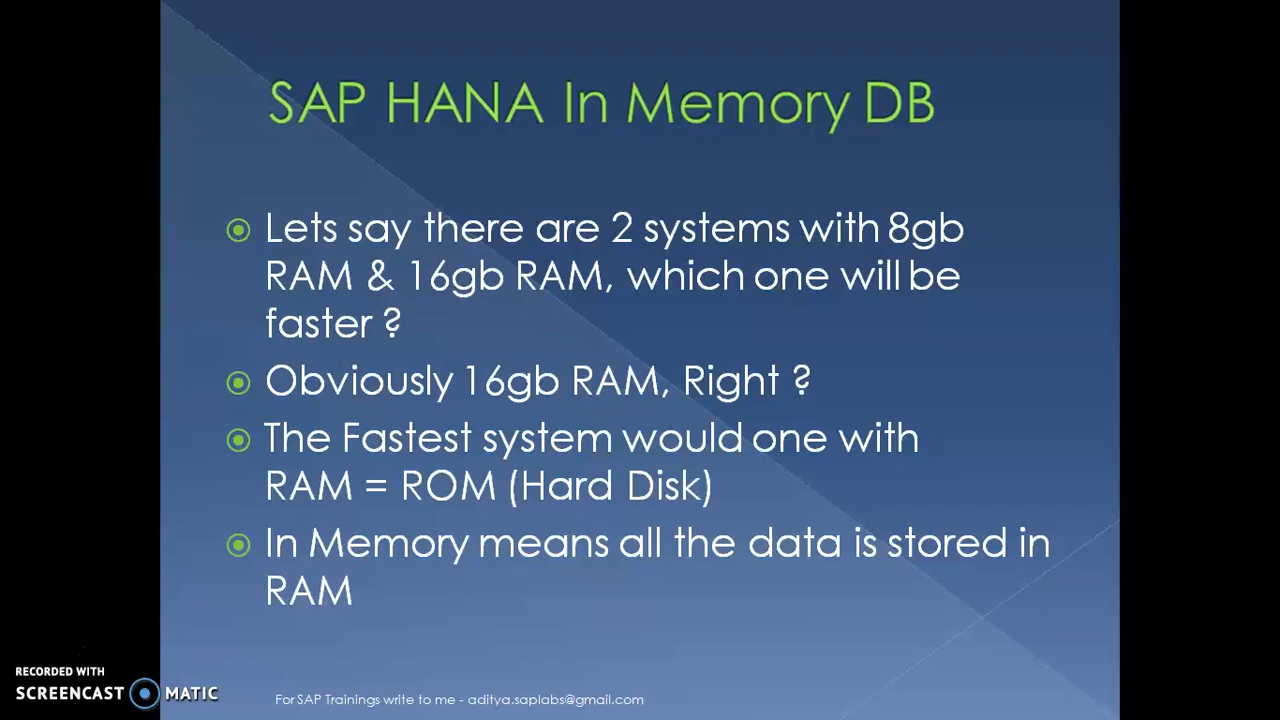 SAP HANA In Memory DB
Lets say there are 2 systems with 8gb
RAM & 16gb RAM, which one will be
faster ?
Obviously 16gb RAM, Right ?
The Fastest system would one with
RAM = ROM (Hard Disk)
In Memory means all the data is stored in
RAM
RECORDED WITH
SCREENCAST MATIC
For SAP Trainings write to me - aditya.saplabs@gmail.com